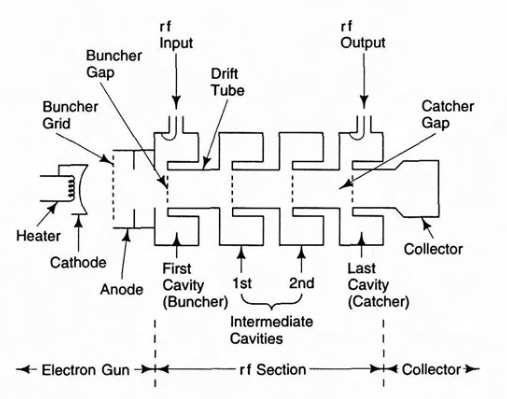 rf
Input
rf
Output
Buncher
Gap
Drift
Tube
Buncher
Grid
Catcher
Gap
Heater
Cathode
Anode
First
Cavity
(Buncher)
1st
2nd
Intermediate
Cavities
Last
Cavity
(Catcher)
Collector
Electron Gun
rf Section
Collector